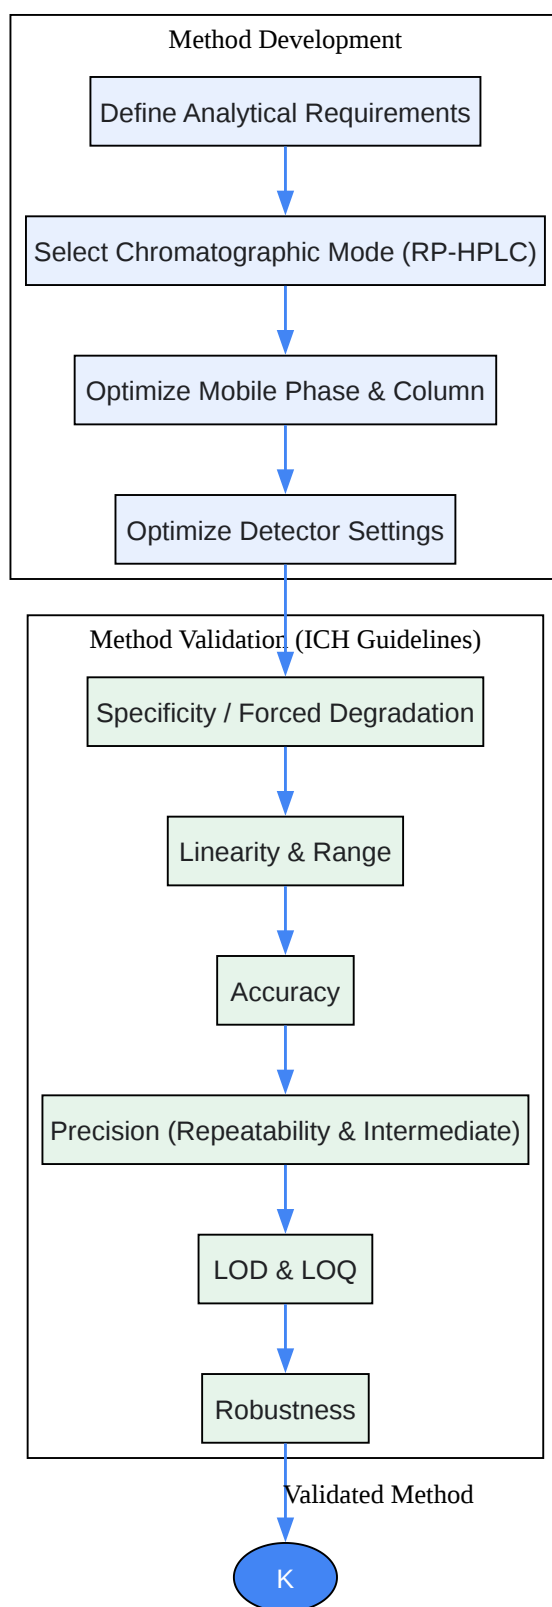 Method Development
Define Analytical Requirements
Select Chromatographic Mode (RP-HPLC)
Optimize Mobile Phase & Column
Optimize Detector Settings
Method Validation (ICH Guidelines)
Specificity / Forced Degradation
Linearity & Range
Accuracy
Precision (Repeatability & Intermediate)
LOD & LOQ
Robustness
Validated Method
K